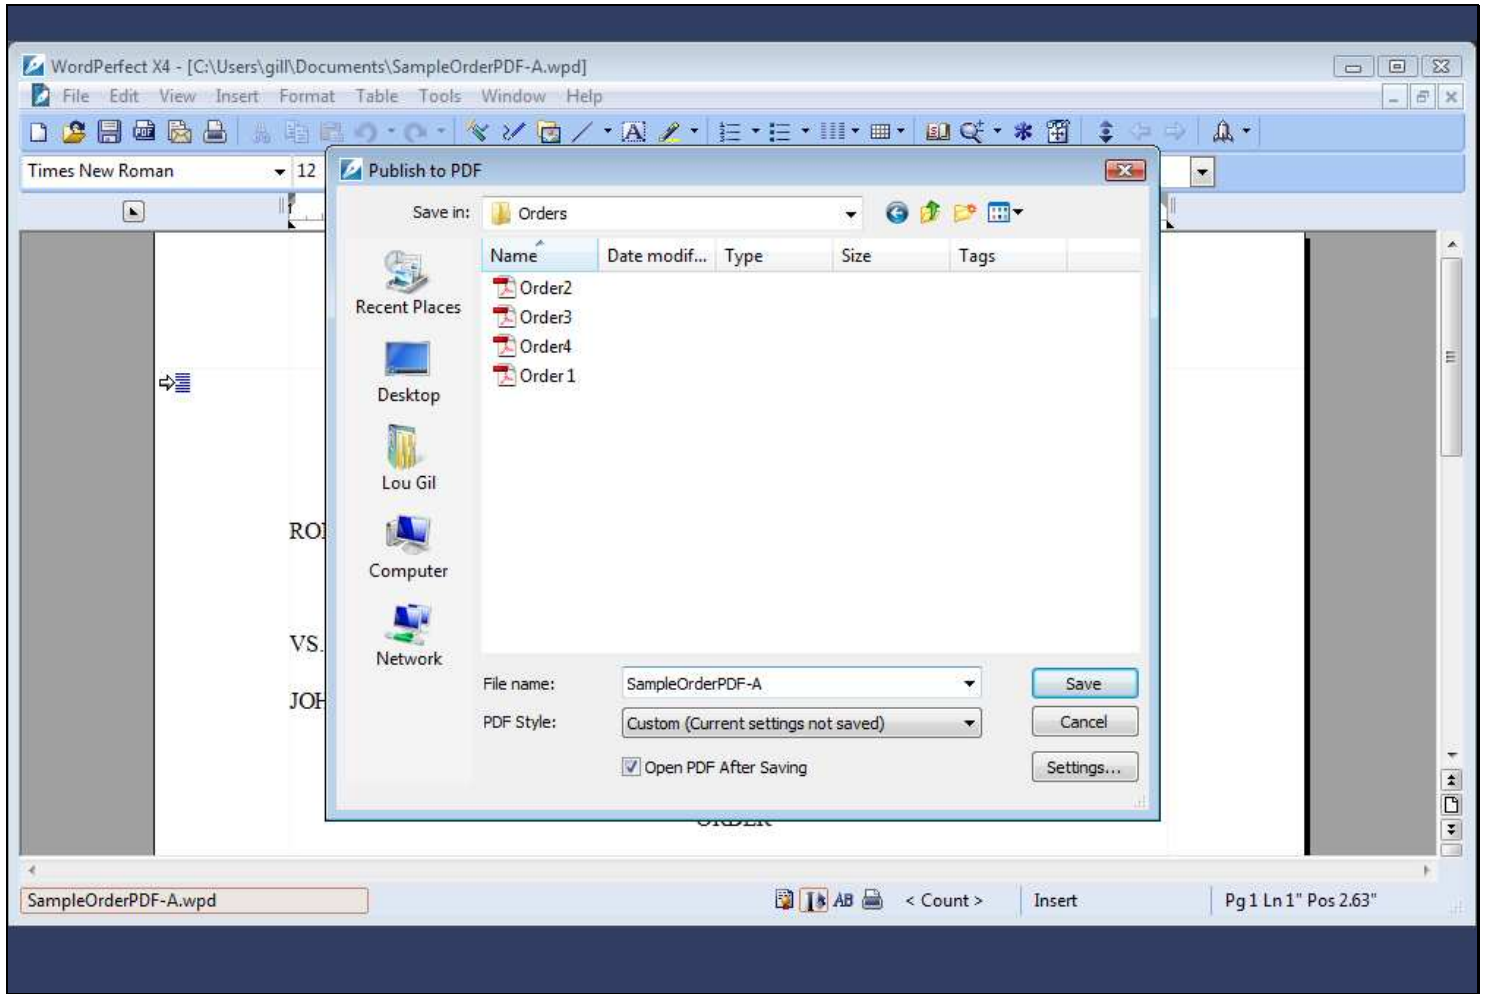 WordPerfect X4 - [C:\Users\gill\Documents\SampleOrderPDF-A.wpd]
File Edit View Insert Format Table Tools Window Help
Times New Roman 12
Publish to PDF
Save in: Orders
Name Date modif... Type Size Tags
Recent Places
Desktop
Lou Gil
Computer
Network
Order2
Order3
Order4
Order 1
VS.
JOH
File name: SampleOrderPDF-A Save
PDF Style: Custom (Current settings not saved) Cancel
Open PDF After Saving Settings...
ORDER
SampleOrderPDF-A.wpd AB < Count > Insert Pg 1 Ln 1" Pos 2.63"